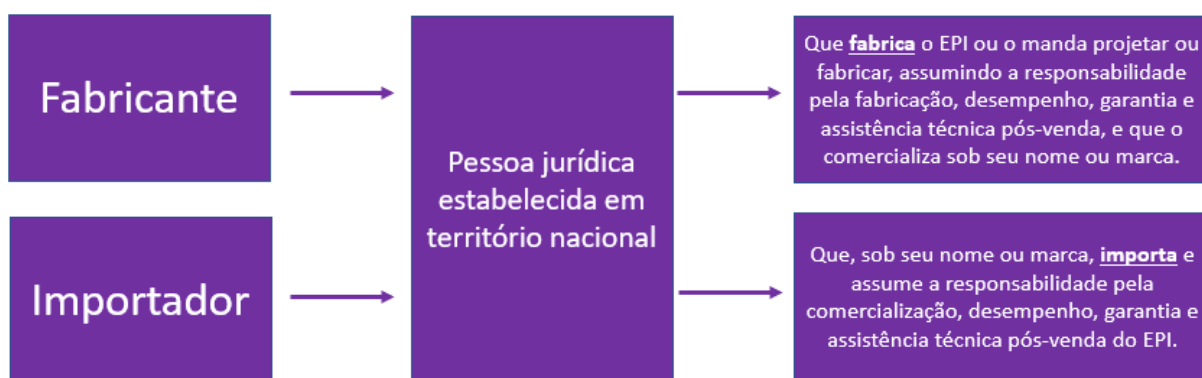 Fabricante
Importador
Pessoa jurídica
estabelecida em
território nacional
Que fabrica o EPI ou o manda projetar ou
fabricar, assumindo a responsabilidade
pela fabricação, desempenho, garantia e
assistência técnica pós-venda, e que o
comercializa sob seu nome ou marca.
Que, sob seu nome ou marca, importa e
assume a responsabilidade pela
comercialização, desempenho, garantia e
assistência técnica pós-venda do EPI.